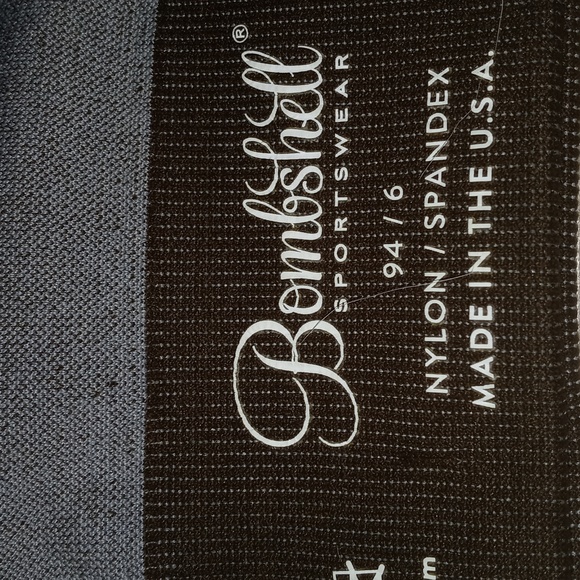 Bombshell®
SPORTSWEAR
94 / 6
NYLON / SPANDEX
MADE IN THE U.S.A.
m